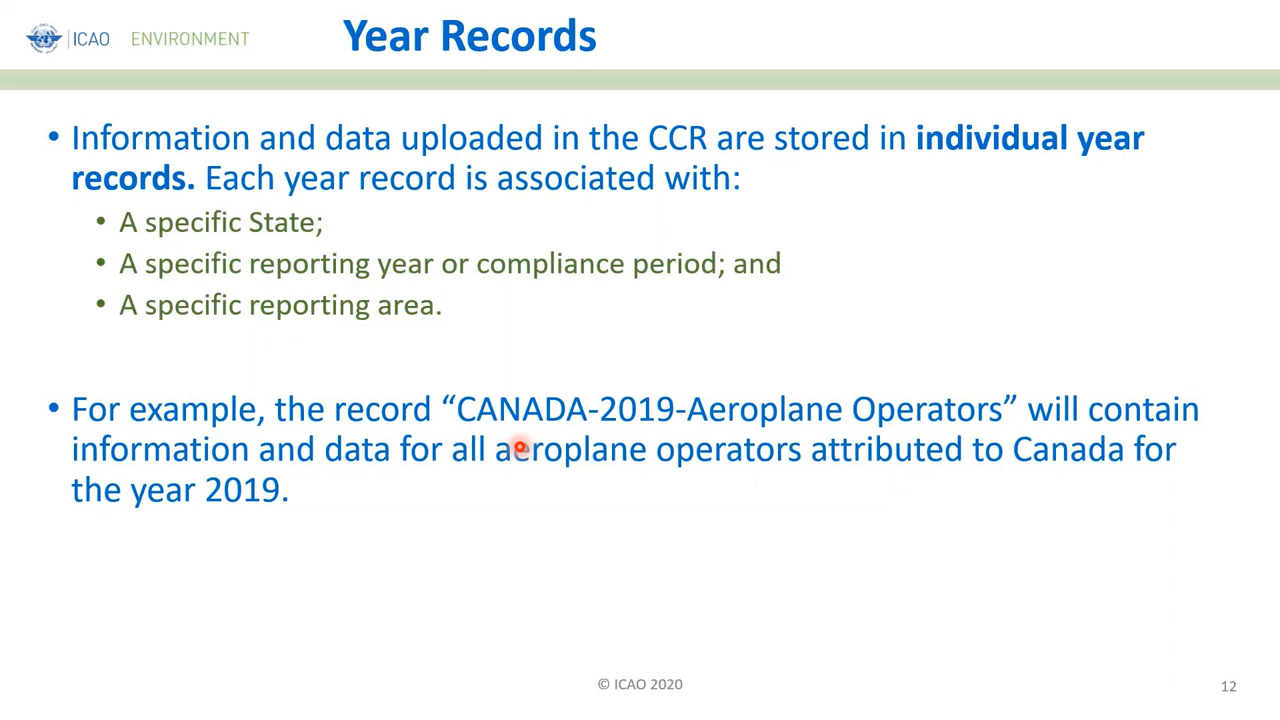 ICAO ENVIRONMENT
Year Records
• Information and data uploaded in the CCR are stored in individual year
records. Each year record is associated with:
• A specific State;
• A specific reporting year or compliance period; and
• A specific reporting area.
• For example, the record “CANADA-2019-Aeroplane Operators” will contain
information and data for all aeroplane operators attributed to Canada for
the year 2019.
© ICAO 2020
12